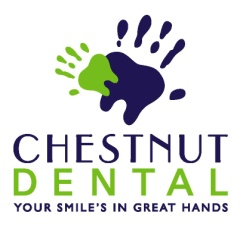 CHESTNUT
DENTAL
YOUR SMILE'S IN GREAT HANDS